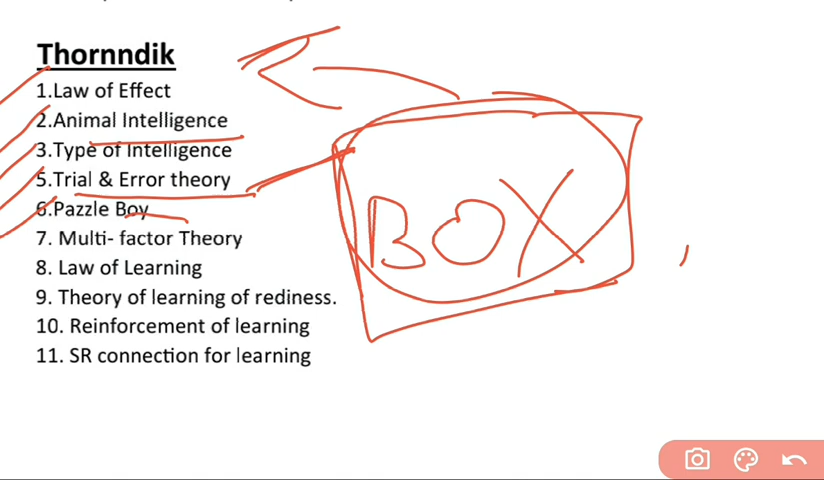 Thornndik
1.Law of Effect
2.Animal Intelligence
3.Type of Intelligence
5.Trial & Error theory
6.Pazzle Boy
7. Multi- factor Theory
8. Law of Learning
9. Theory of learning of rediness.
10. Reinforcement of learning
11. SR connection for learning
BOX